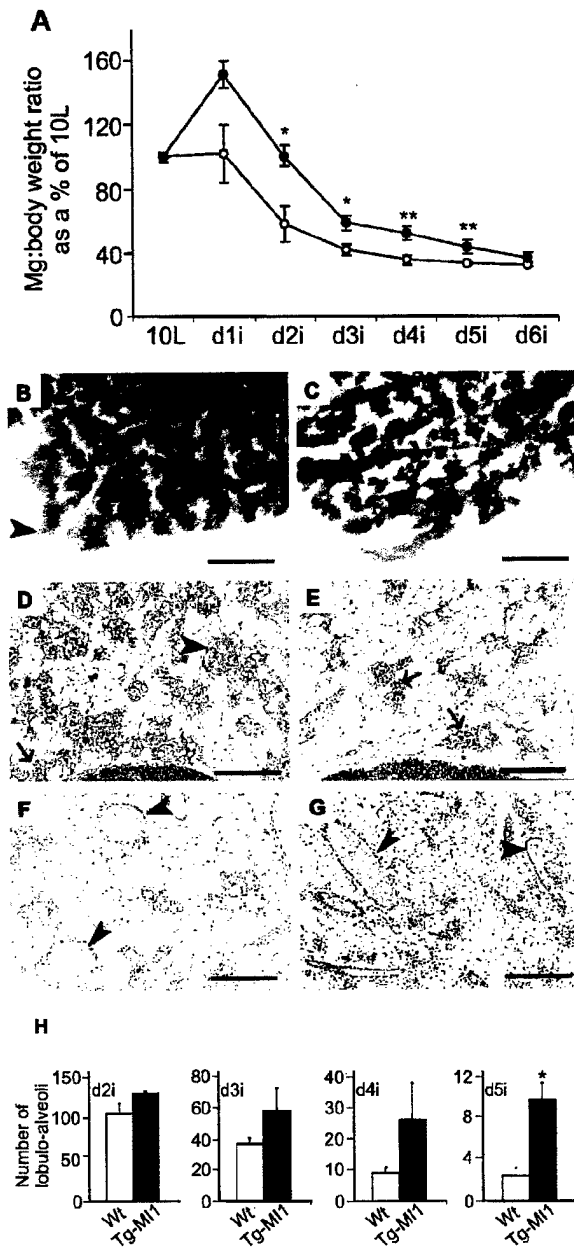 A
Mg:body weight ratio
as a % of 10L
160
120
80
40
0
*
*
**
**
10L d1i d2i d3i d4i d5i d6i
B
C
D
E
F
G
H
Number of
lobulo-alveoli
d2i
150
100
50
0
Wt
Tg-MI1
d3i
80
60
40
20
0
Wt
Tg-MI1
d4i
40
30
20
10
0
Wt
Tg-MI1
d5i
12
8
4
0
*
Wt
Tg-MI1